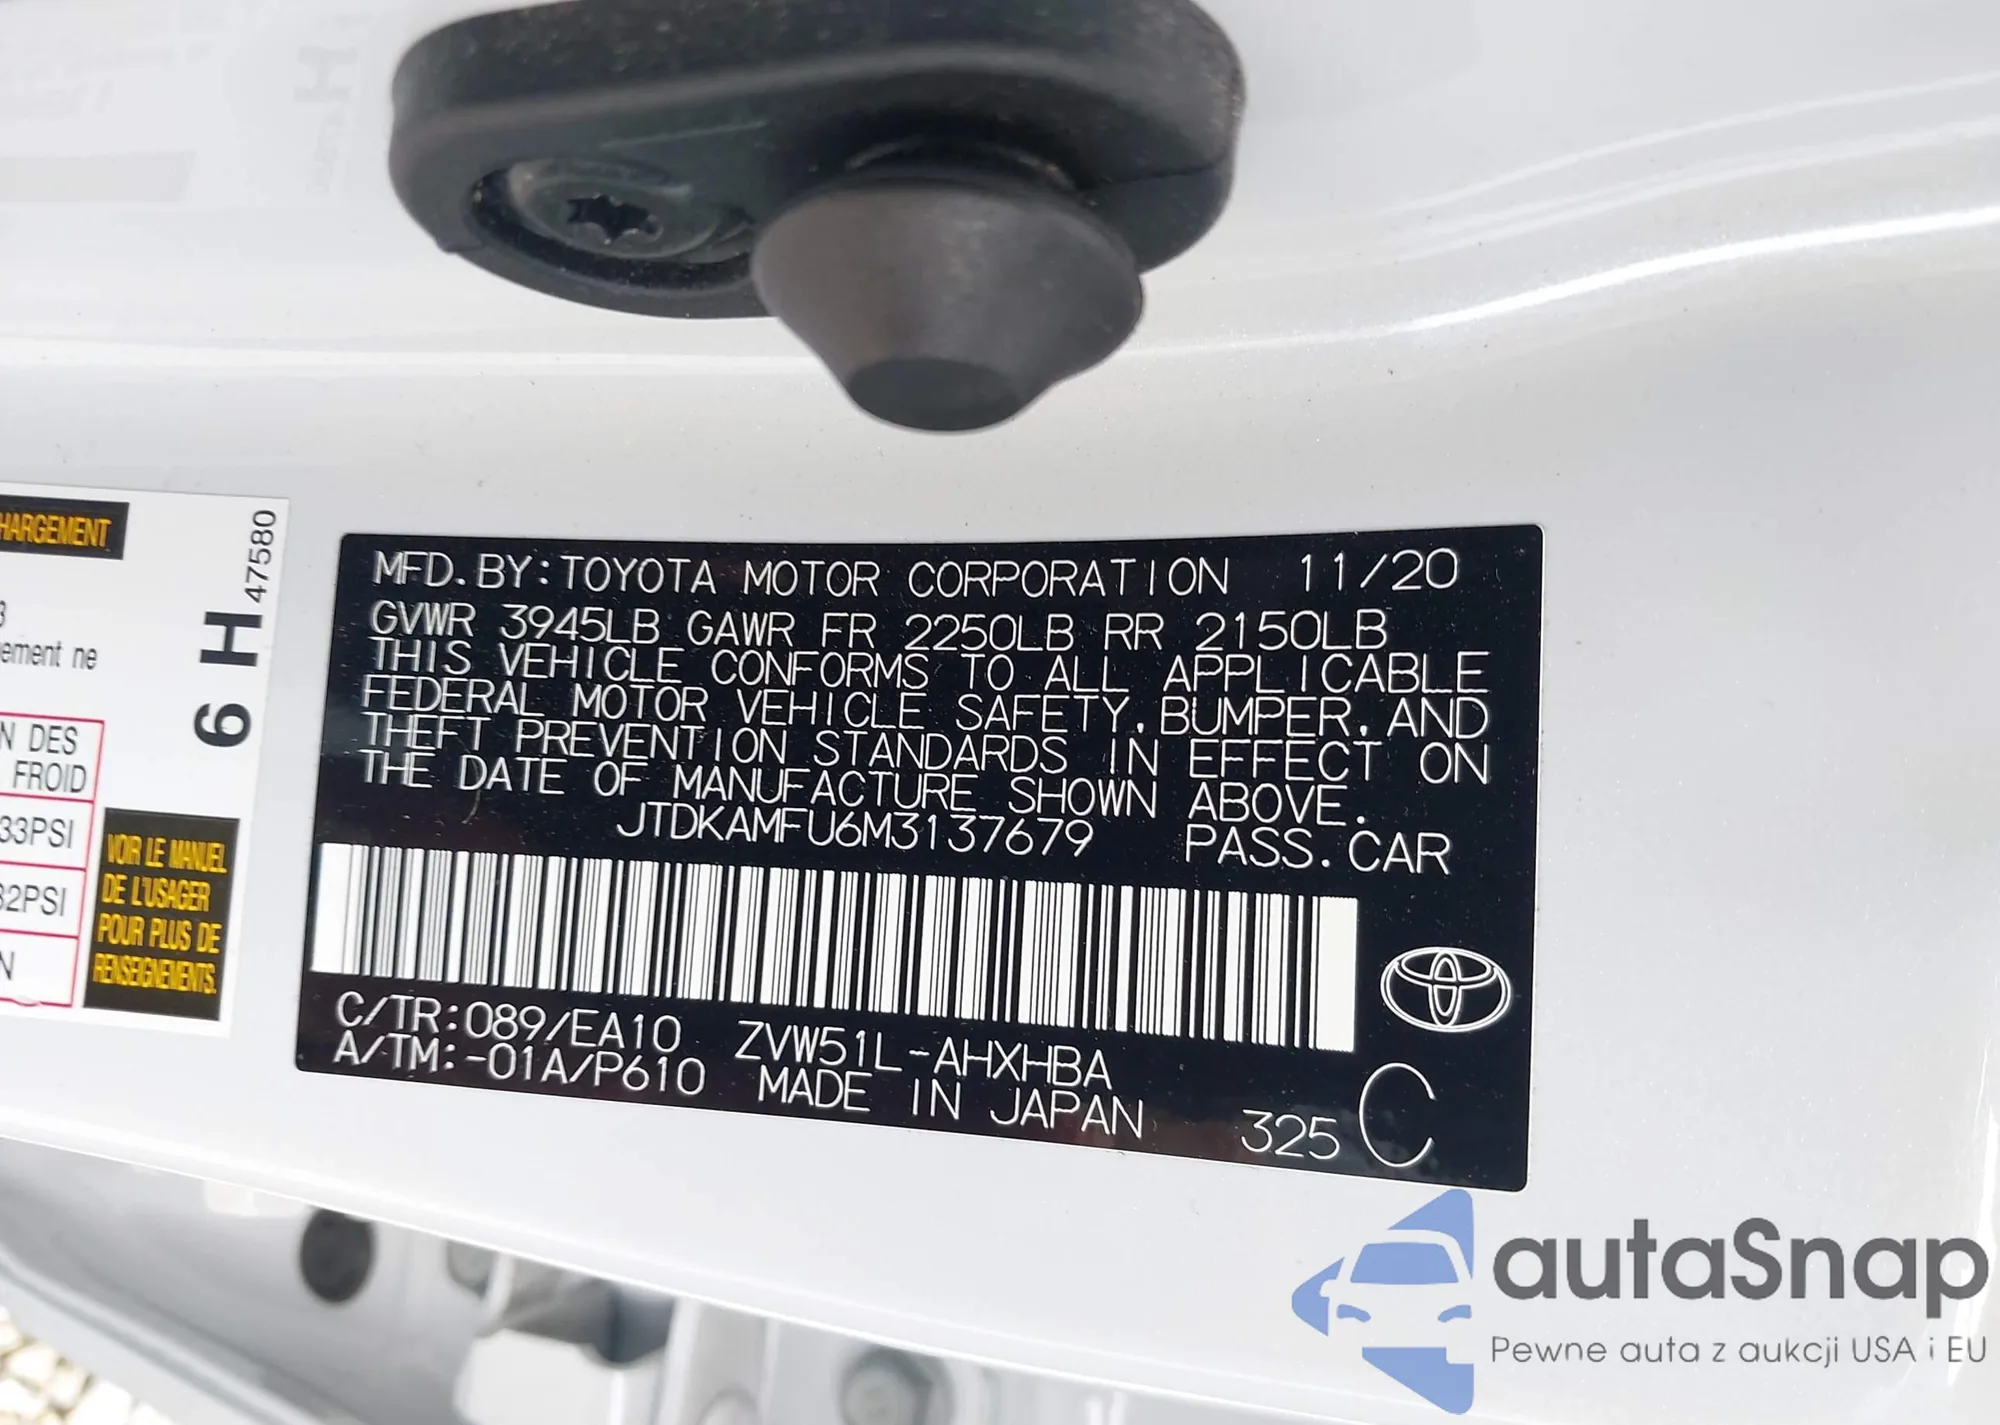 HARGEMENT
ement ne
6 H 47580
N DES
FROID
33PSI
2PSI
N
VOIR LE MANUEL
DE L'USAGER
POUR PLUS DE
RENSEIGNEMENTS.
MFD. BY: TOYOTA MOTOR CORPORATION 11/20
GVWR 3945LB GAWR FR 2250LB RR 2150LB
THIS VEHICLE CONFORMS TO ALL APPLICABLE
FEDERAL MOTOR VEHICLE SAFETY, BUMPER, AND
THEFT PREVENTION STANDARDS IN EFFECT ON
THE DATE OF MANUFACTURE SHOWN ABOVE.
JTDKAMFU6M3137679 PASS. CAR
C/TR:089/EA10 ZVW51L-AHXHBA
A/TM:-01A/P610 MADE IN JAPAN 325 C
autaSnap
Pewne auta z aukcji USA i EU